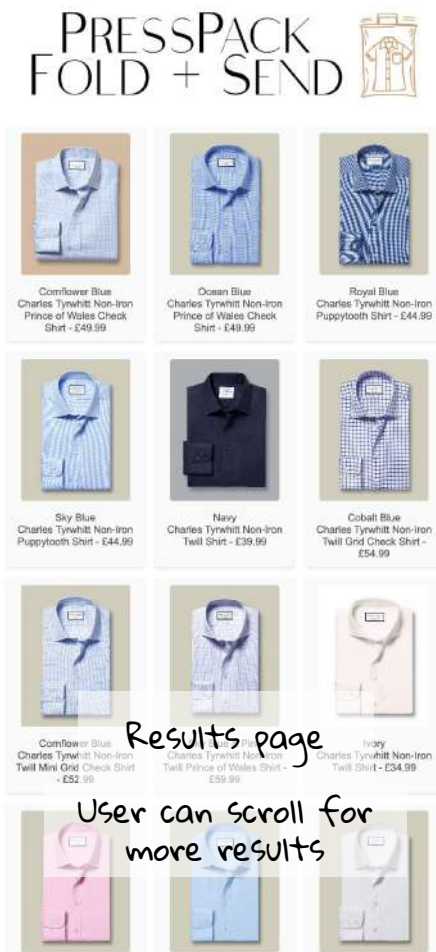 PRESSPACK
FOLD + SEND
Cornflower Blue
Charles Tyrwhitt Non-Iron
Prince of Wales Check
Shirt - £49.99
Ocean Blue
Charles Tyrwhitt Non-Iron
Prince of Wales Check
Shirt - £49.99
Royal Blue
Charles Tyrwhitt Non-Iron
Puppytooth Shirt - £44.99
Sky Blue
Charles Tyrwhitt Non-Iron
Puppytooth Shirt - £44.99
Navy
Charles Tyrwhitt Non-Iron
Twill Shirt - £39.99
Cobalt Blue
Charles Tyrwhitt Non-Iron
Twill Grid Check Shirt -
£54.99
Cornflower Blue
Charles Tyrwhitt Non-Iron
Twill Mini Grid Check Shirt
- £52.99
Blue
Charles Tyrwhitt Non-Iron
Twill Prince of Wales Shirt -
£59.99
Ivory
Charles Tyrwhitt Non-Iron
Twill Shirt - £34.99
Results page
User can scroll for
more results